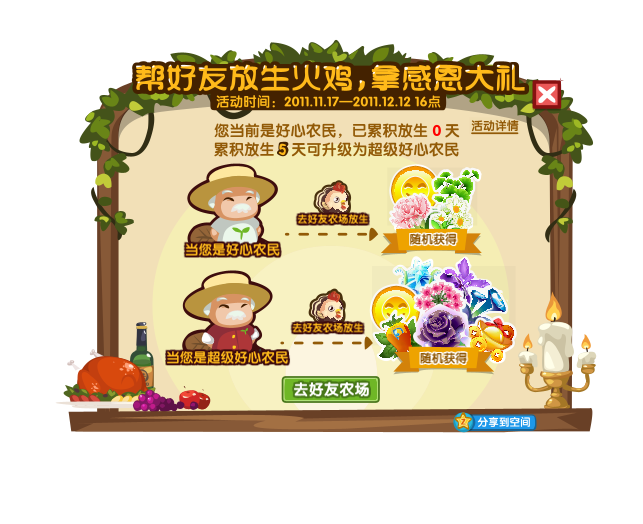 帮好友放生火鸡,拿感恩大礼
活动时间：2011.11.17—2011.12.12 16点
您当前是好心农民，已累积放生 0 天
活动详情
累积放生 5 天可升级为超级好心农民
去好友农场放生
随机获得
当您是好心农民
去好友农场放生
随机获得
当您是超级好心农民
去好友农场
分享到空间